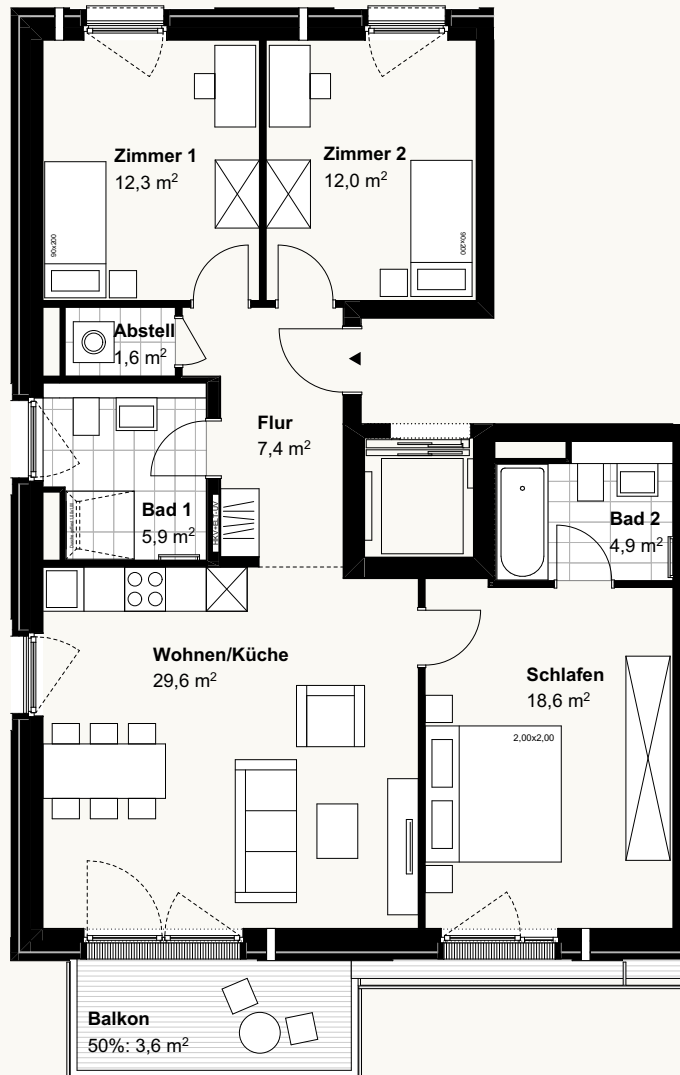 Zimmer 1
12,3 m²
Zimmer 2
12,0 m²
90x200
90x200
Abstell
1,6 m²
Flur
7,4 m²
Bad 1
5,9 m²
Bad 2
4,9 m²
Wohnen/Küche
29,6 m²
Schlafen
18,6 m²
2,00x2,00
Balkon
50%: 3,6 m²